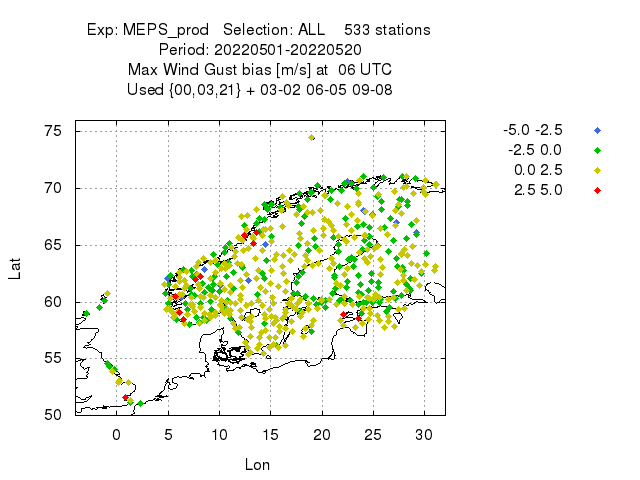 Exp: MEPS_prod   Selection: ALL    533 stations
Period: 20220501-20220520
Max Wind Gust bias [m/s] at  06 UTC
Used {00,03,21} + 03-02 06-05 09-08
-5.0 -2.5
-2.5 0.0
0.0 2.5
2.5 5.0
75
70
65
60
55
50
Lat
0 5 10 15 20 25 30
Lon